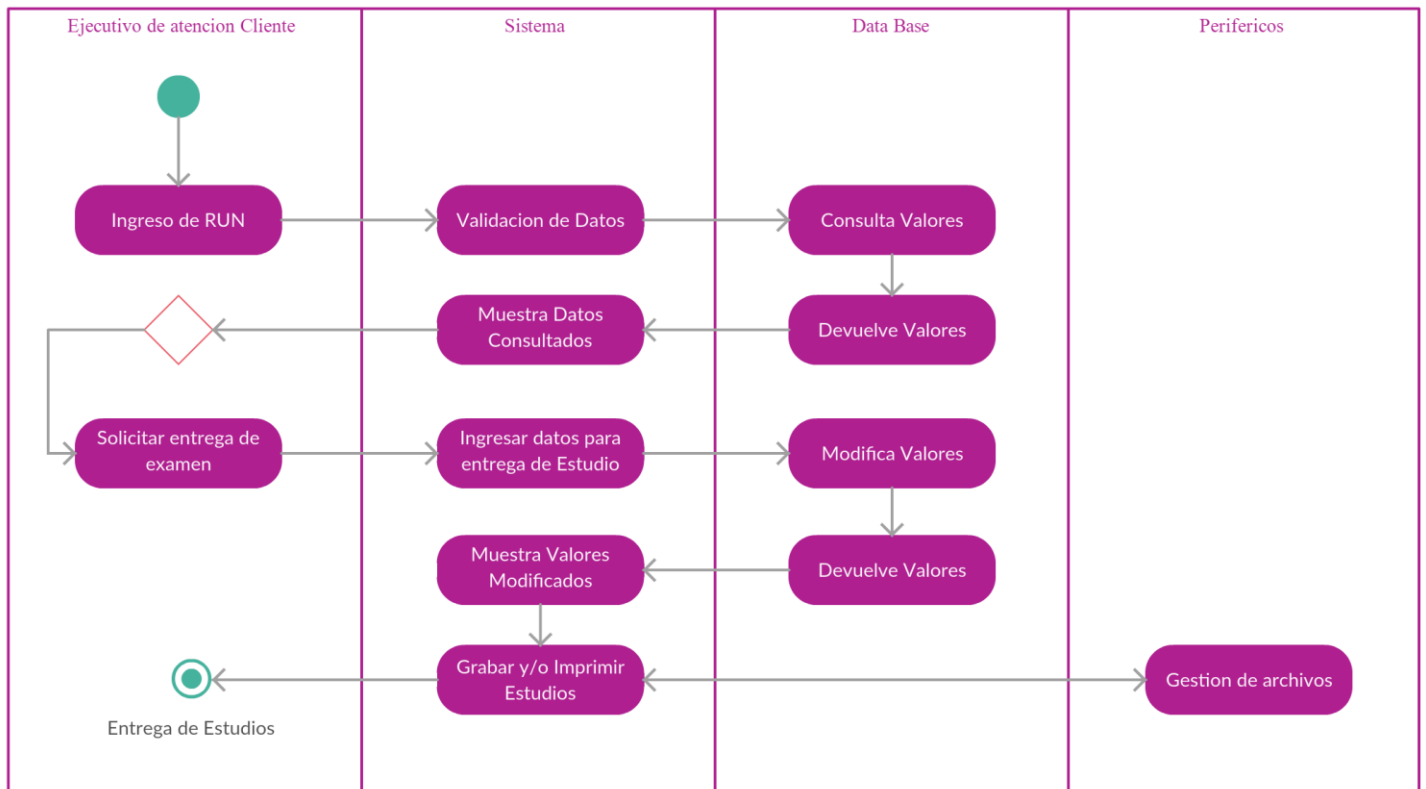 Ejecutivo de atencion Cliente
Sistema
Data Base
Perifericos
Ingreso de RUN
Validacion de Datos
Consulta Valores
Muestra Datos
Consultados
Devuelve Valores
Solicitar entrega de
examen
Ingresar datos para
entrega de Estudio
Modifica Valores
Muestra Valores
Modificados
Devuelve Valores
Grabar y/o Imprimir
Estudios
Gestion de archivos
Entrega de Estudios